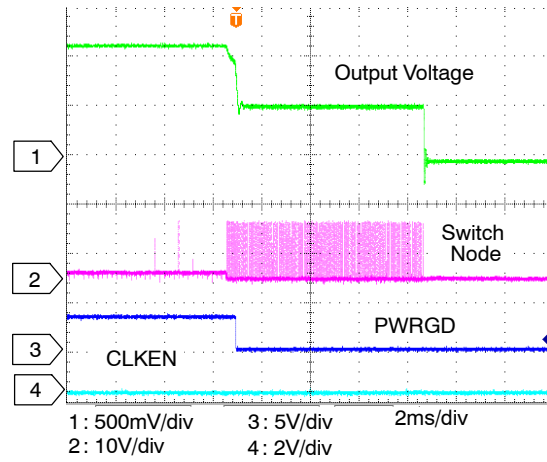 T
Output Voltage
1
Switch
Node
2
PWRGD
3
CLKEN
4
1: 500mV/div 3: 5V/div 2ms/div
2: 10V/div 4: 2V/div